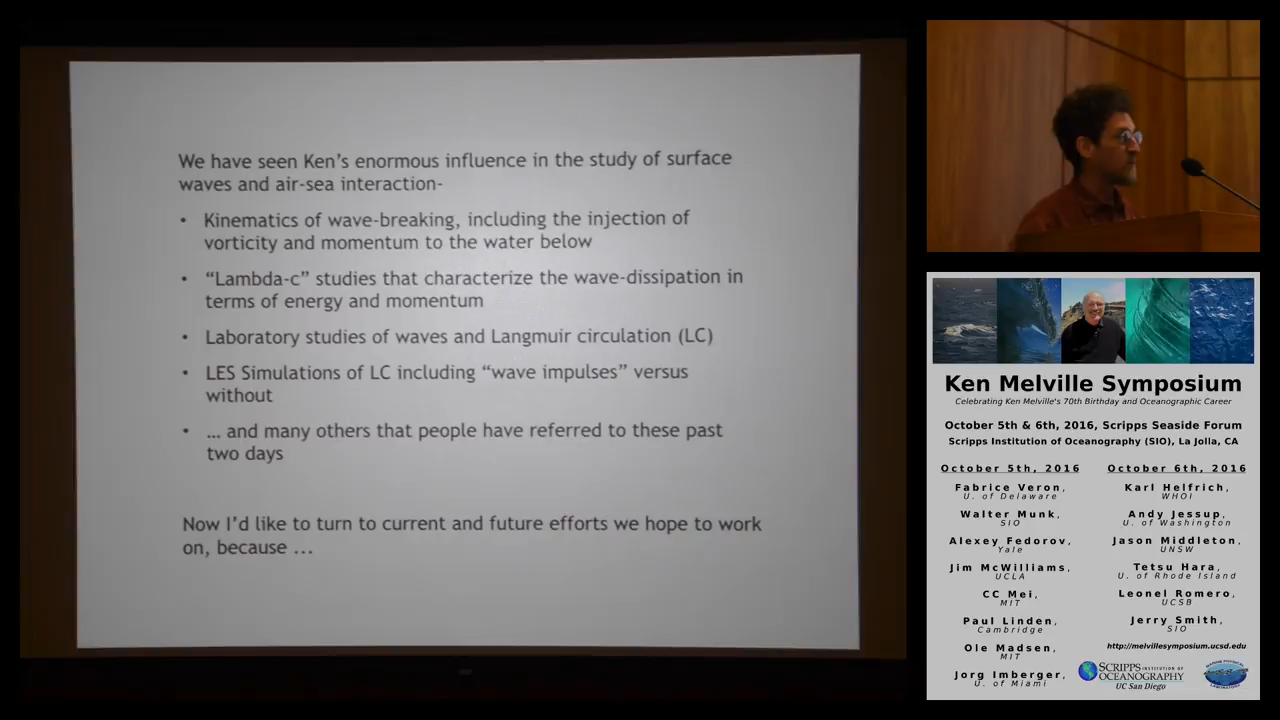 We have seen Ken's enormous influence in the study of surface
waves and air-sea interaction-
• Kinematics of wave-breaking, including the injection of
vorticity and momentum to the water below
• “Lambda-c” studies that characterize the wave-dissipation in
terms of energy and momentum
• Laboratory studies of waves and Langmuir circulation (LC)
• LES Simulations of LC including “wave impulses” versus
without
• … and many others that people have referred to these past
two days
Now I'd like to turn to current and future efforts we hope to work
on, because …
Ken Melville Symposium
Celebrating Ken Melville's 70th Birthday and Oceanographic Career
October 5th & 6th, 2016, Scripps Seaside Forum
Scripps Institution of Oceanography (SIO), La Jolla, CA
October 5th, 2016
Fabrice Veron,
U. of Delaware
Walter Munk,
SIO
Alexey Fedorov,
Yale
Jim McWilliams,
UCLA
CC Mei,
MIT
Paul Linden,
Cambridge
Ole Madsen,
MIT
Jorg Imberger,
U. of Miami
October 6th, 2016
Karl Helfrich,
WHOI
Andy Jessup,
U. of Washington
Jason Middleton,
UNSW
Tetsu Hara,
U. of Rhode Island
Leonel Romero,
UCSB
Jerry Smith,
SIO
http://melvillesymposium.ucsd.edu
SCRIPPS INSTITUTION OF
OCEANOGRAPHY
UC San Diego